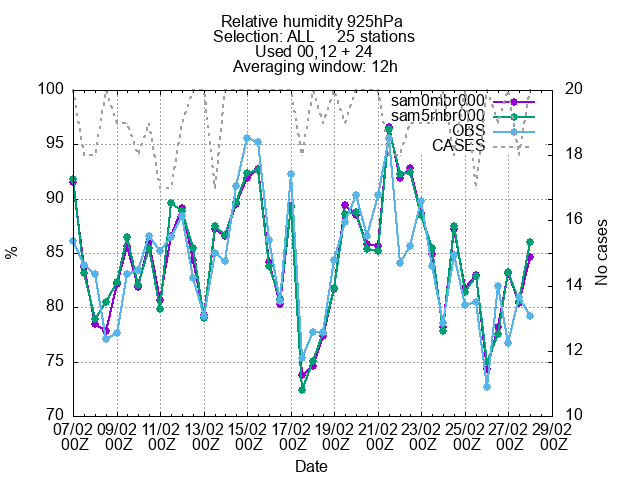 Relative humidity 925hPa
Selection: ALL 25 stations
Used 00,12 + 24
Averaging window: 12h
100 20
sam0mbr000
sam5mbr000
OBS
CASES
95 18
90 16
85 14
80
75 12
70 10
%
No cases
07/02 09/02 11/02 13/02 15/02 17/02 19/02 21/02 23/02 25/02 27/02 29/02
00Z 00Z 00Z 00Z 00Z 00Z 00Z 00Z 00Z 00Z 00Z 00Z
Date